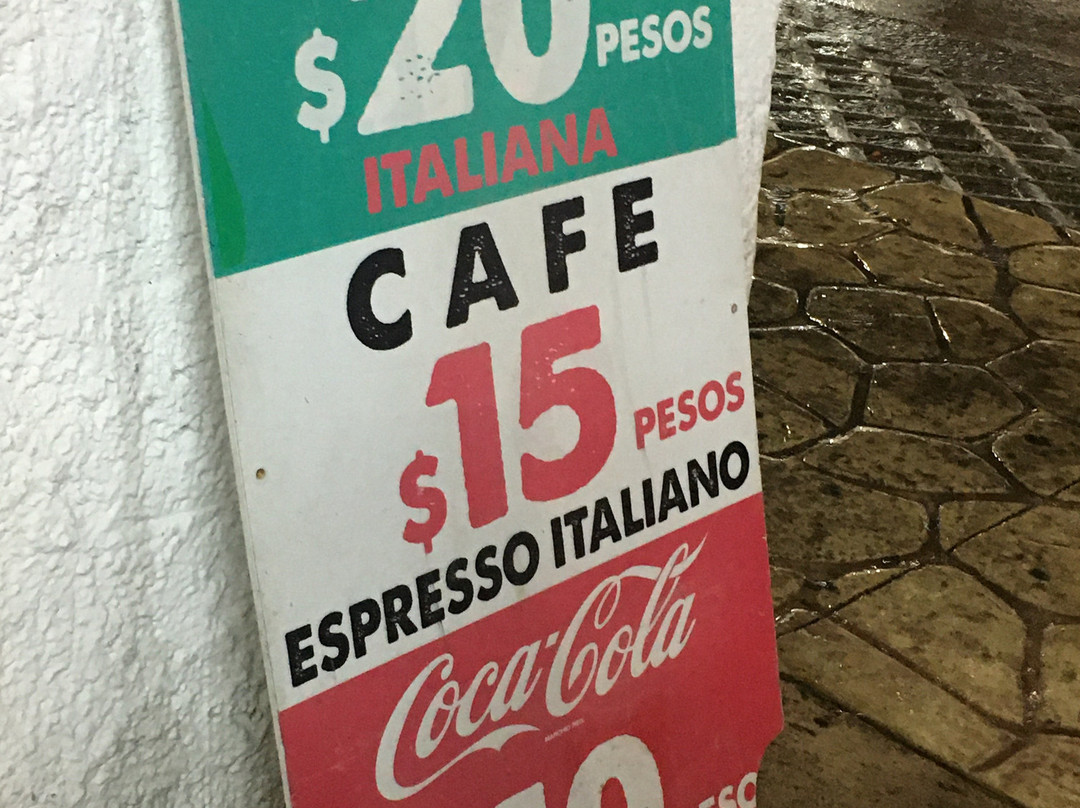 $20 PESOS
ITALIANA
CAFE
$15 PESOS
ESPRESSO ITALIANO
Coca-Cola